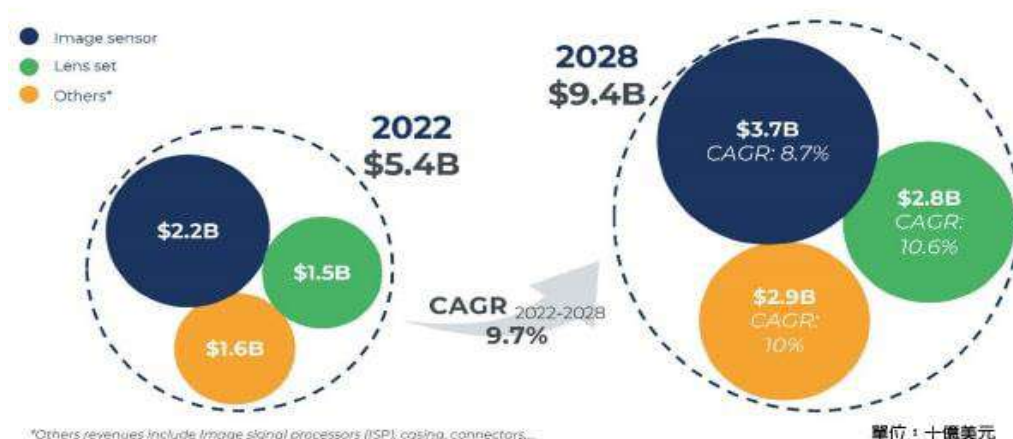 Image sensor
Lens set
Others*
2022
$5.4B
$2.2B
$1.5B
$1.6B
CAGR 2022-2028
9.7%
2028
$9.4B
$3.7B
CAGR: 8.7%
$2.8B
CAGR:
10.6%
$2.9B
CAGR:
10%
*Others revenues include Image signal processors (ISP), casing, connectors...
單位：十億美元